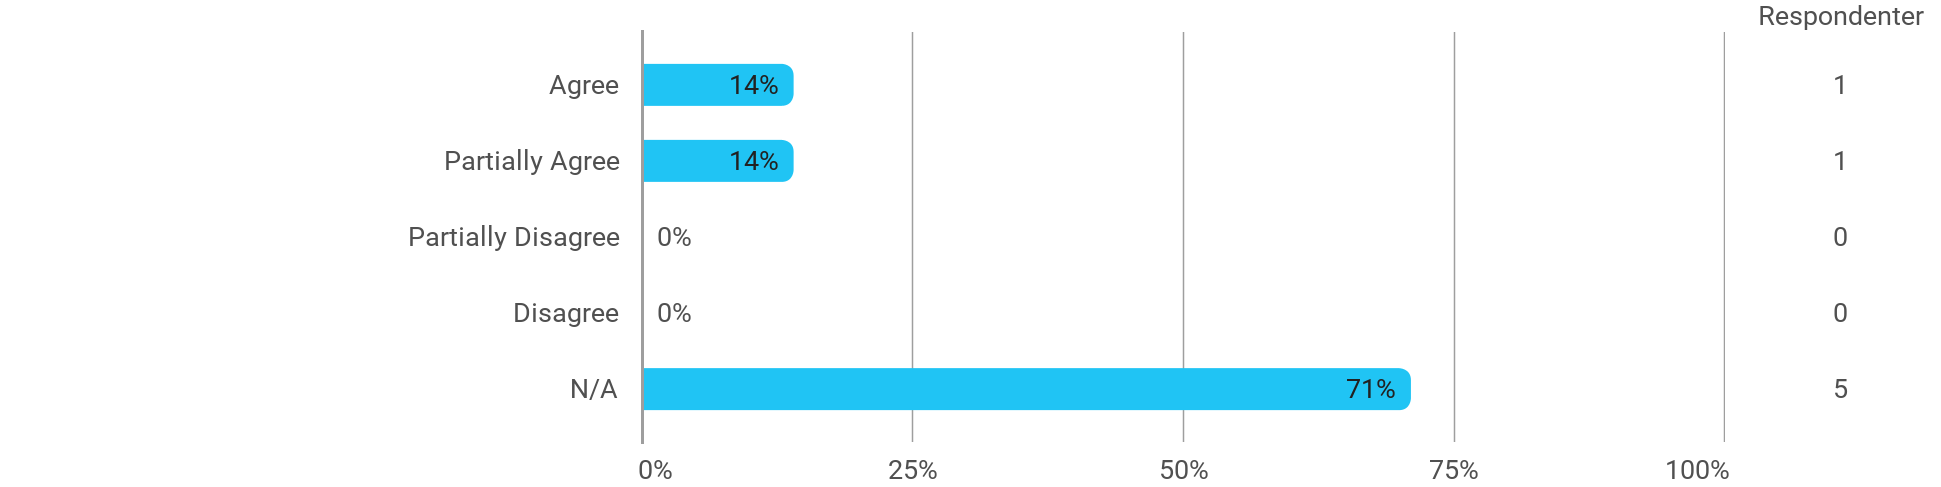 Respondenter
Agree 14% 1
Partially Agree 14% 1
Partially Disagree 0% 0
Disagree 0% 0
N/A 71% 5
0% 25% 50% 75% 100%